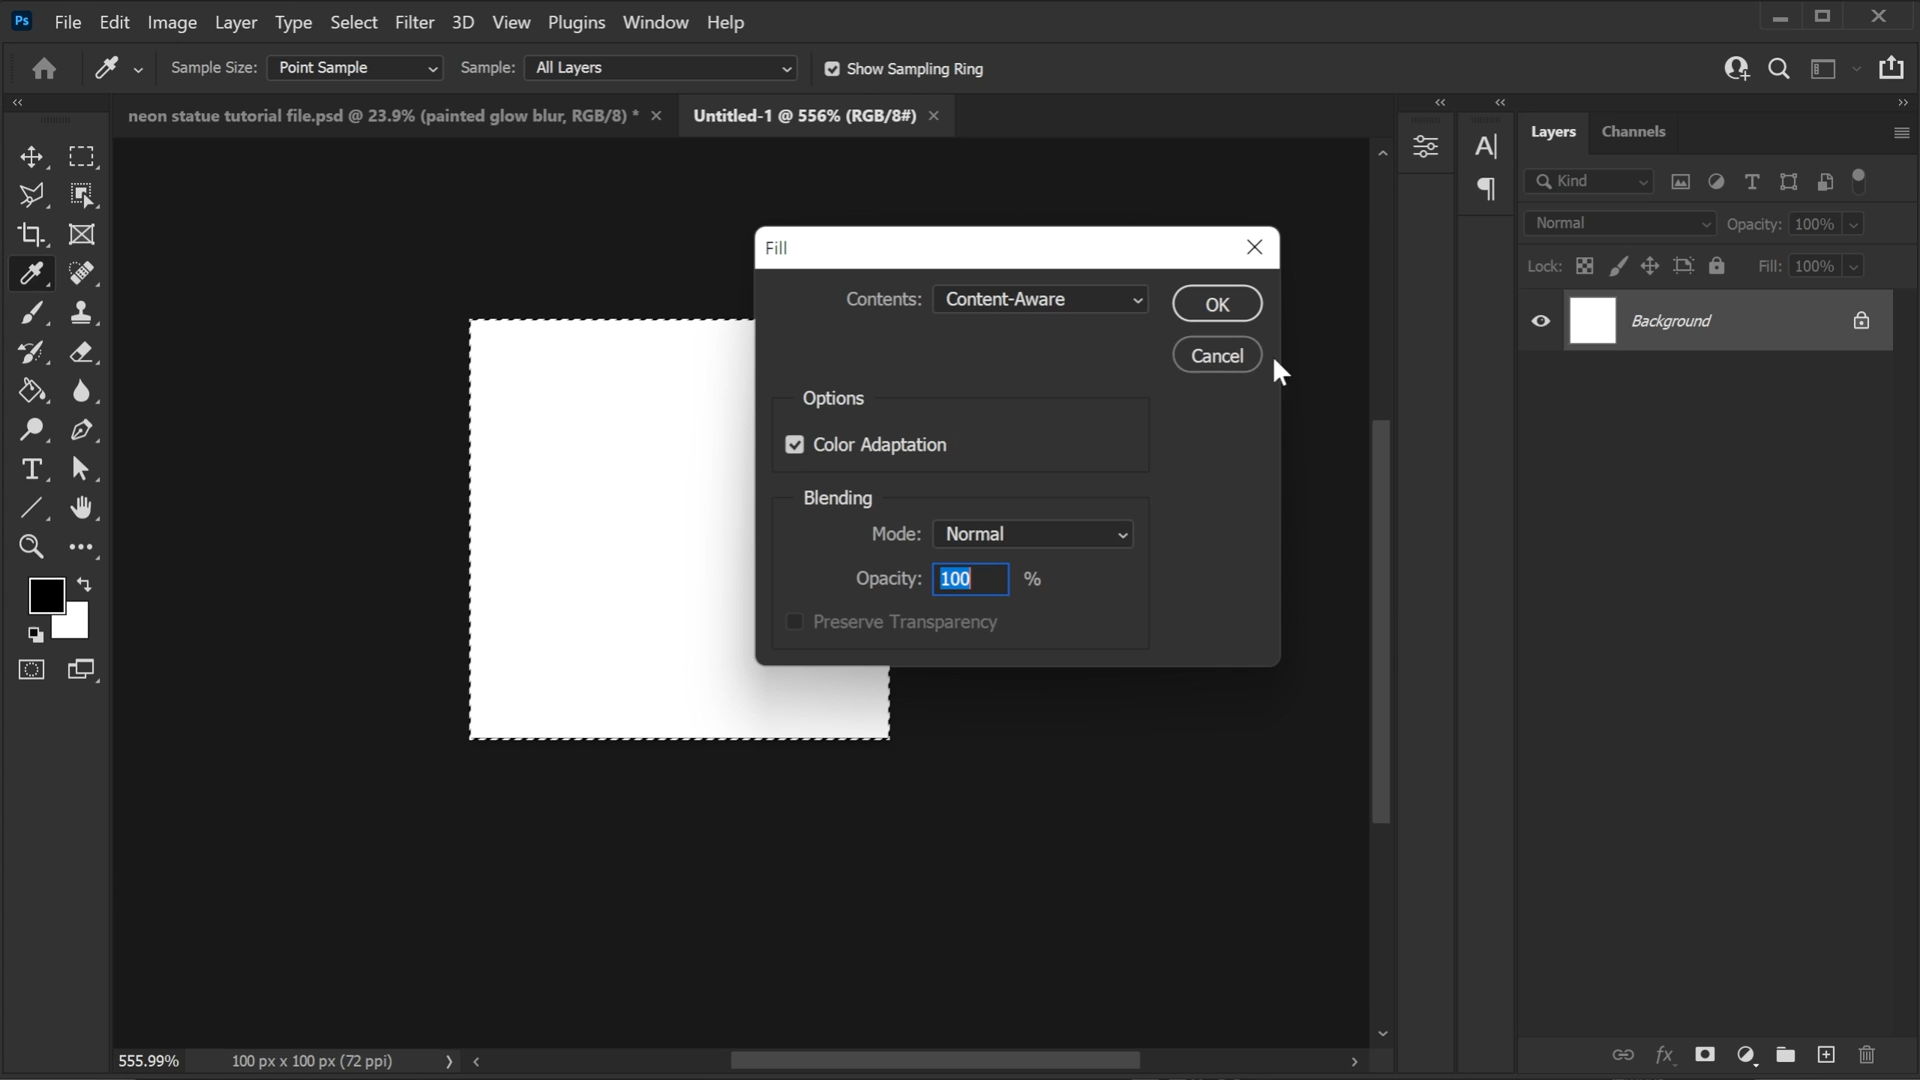 Ps File Edit Image Layer Type Select Filter 3D View Plugins Window Help
Sample Size: Point Sample Sample: All Layers Show Sampling Ring
neon statue tutorial file.psd @ 23.9% (painted glow blur, RGB/8) * Untitled-1 @ 556% (RGB/8#)
Layers Channels
Kind
Normal Opacity: 100%
Lock: Fill: 100%
Background
Fill
Contents: Content-Aware OK
Cancel
Options
Color Adaptation
Blending
Mode: Normal
Opacity: 100 %
Preserve Transparency
555.99% 100 px x 100 px (72 ppi)